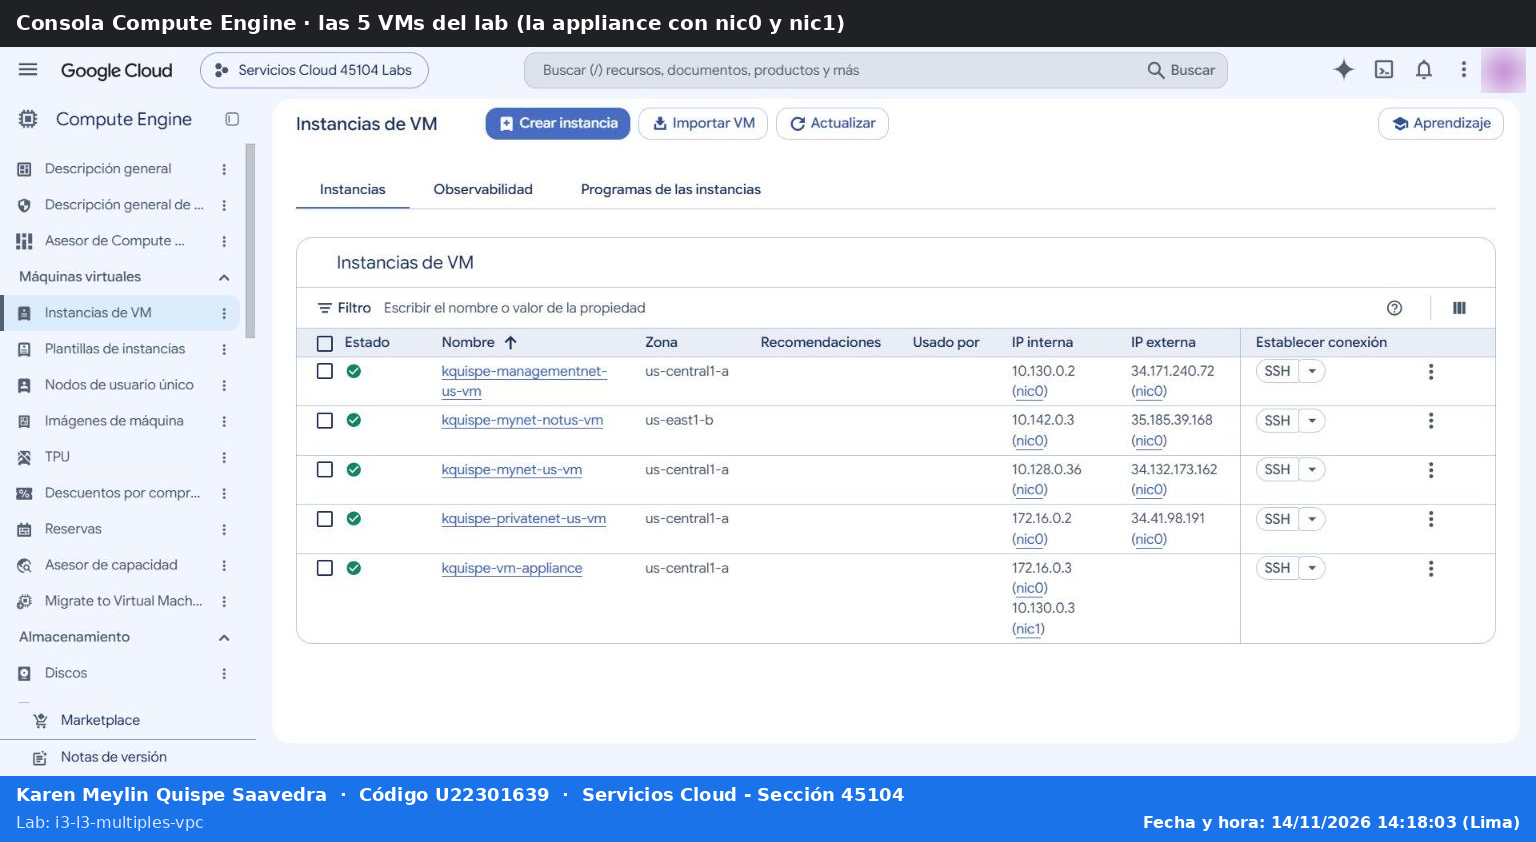 Consola Compute Engine · las 5 VMs del lab (la appliance con nic0 y nic1)
Google Cloud
Servicios Cloud 45104 Labs
Buscar (/) recursos, documentos, productos y más
Buscar
Compute Engine
Descripción general
Descripción general de ...
Asesor de Compute ...
Máquinas virtuales
Instancias de VM
Plantillas de instancias
Nodos de usuario único
Imágenes de máquina
TPU
Descuentos por compr...
Reservas
Asesor de capacidad
Migrate to Virtual Mach...
Almacenamiento
Discos
Marketplace
Notas de versión
Instancias de VM
Crear instancia
Importar VM
Actualizar
Aprendizaje
Instancias
Observabilidad
Programas de las instancias
Instancias de VM
Filtro Escribir el nombre o valor de la propiedad
Estado Nombre Zona Recomendaciones Usado por IP interna IP externa Establecer conexión
kquispe-managementnet- us-central1-a 10.130.0.2 34.171.240.72 SSH
us-vm (nic0) (nic0)
kquispe-mynet-notus-vm us-east1-b 10.142.0.3 35.185.39.168 SSH
(nic0) (nic0)
kquispe-mynet-us-vm us-central1-a 10.128.0.36 34.132.173.162 SSH
(nic0) (nic0)
kquispe-privatenet-us-vm us-central1-a 172.16.0.2 34.41.98.191 SSH
(nic0) (nic0)
kquispe-vm-appliance us-central1-a 172.16.0.3 SSH
(nic0)
10.130.0.3
(nic1)
Karen Meylin Quispe Saavedra · Código U22301639 · Servicios Cloud - Sección 45104
Lab: i3-l3-multiples-vpc
Fecha y hora: 14/11/2026 14:18:03 (Lima)